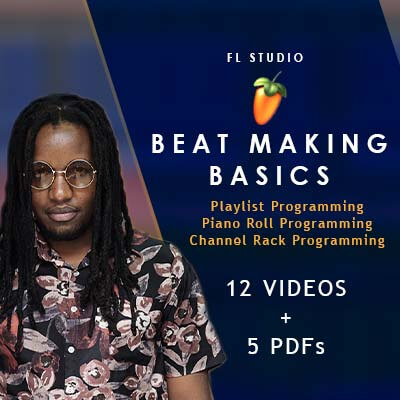 FL STUDIO
BEAT MAKING
BASICS
Playlist Programming
Piano Roll Programming
Channel Rack Programming
12 VIDEOS
+
5 PDFs